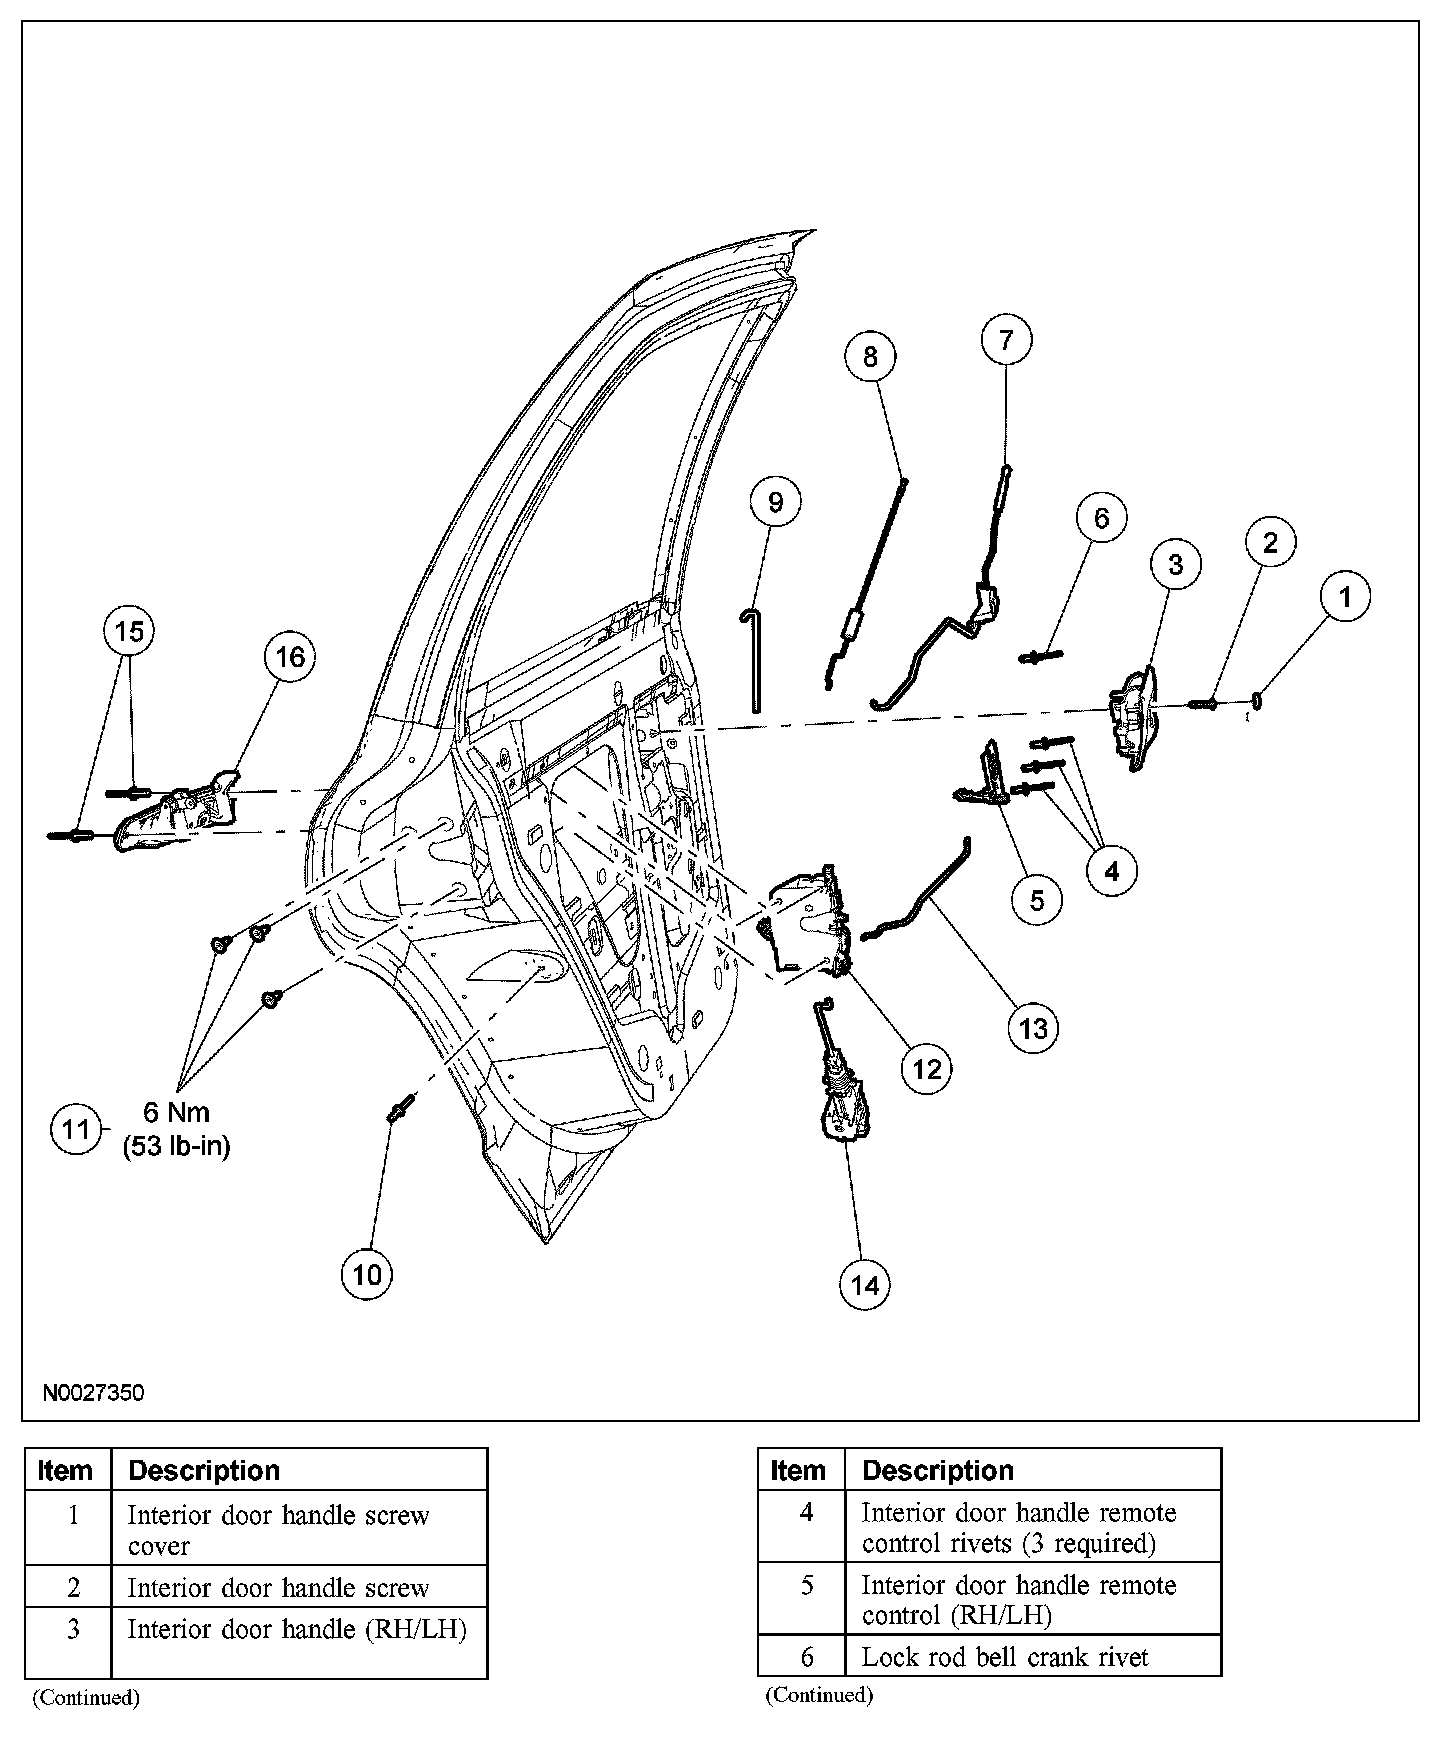 7
8
9
6
2
3
1
15
16
4
5
13
12
11
6 Nm
(53 lb-in)
10
14
N0027350
Item Description
1 Interior door handle screw
cover
2 Interior door handle screw
3 Interior door handle (RH/LH)
(Continued)
Item Description
4 Interior door handle remote
control rivets (3 required)
5 Interior door handle remote
control (RH/LH)
6 Lock rod bell crank rivet
(Continued)